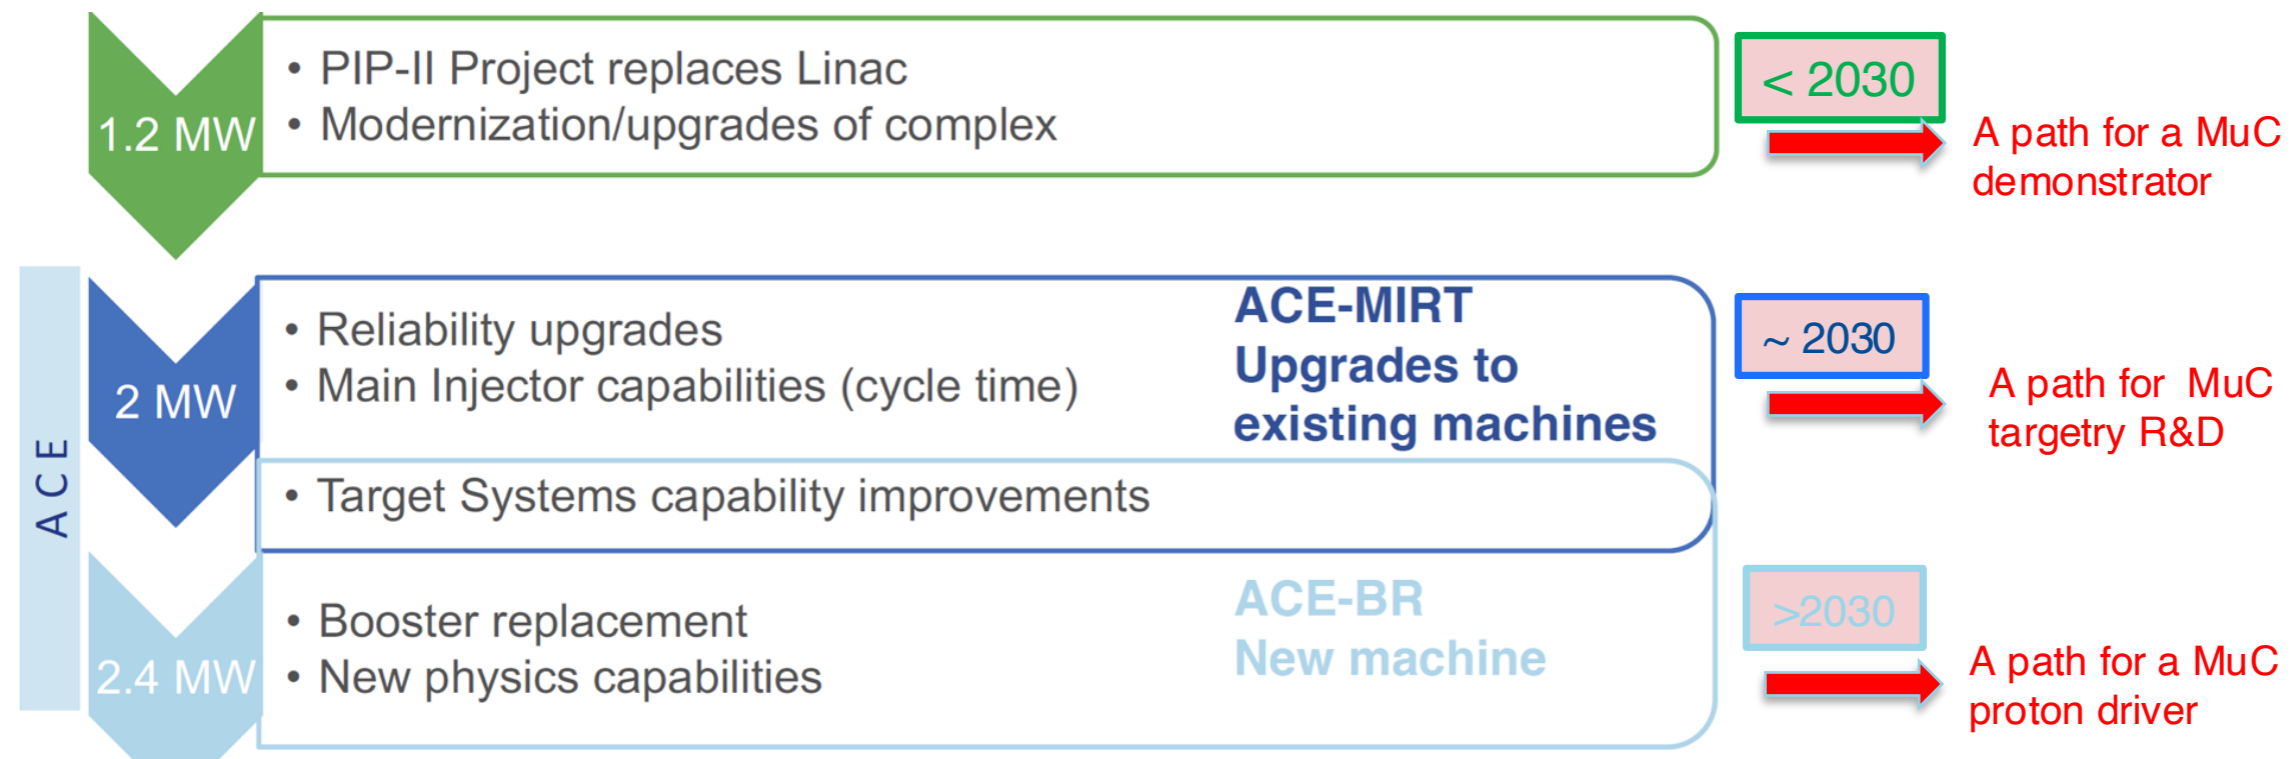 1.2 MW
• PIP-II Project replaces Linac
• Modernization/upgrades of complex
< 2030
A path for a MuC
demonstrator
ACE
2 MW
• Reliability upgrades
• Main Injector capabilities (cycle time)
• Target Systems capability improvements
ACE-MIRT
Upgrades to
existing machines
~ 2030
A path for MuC
targetry R&D
2.4 MW
• Booster replacement
• New physics capabilities
ACE-BR
New machine
>2030
A path for a MuC
proton driver